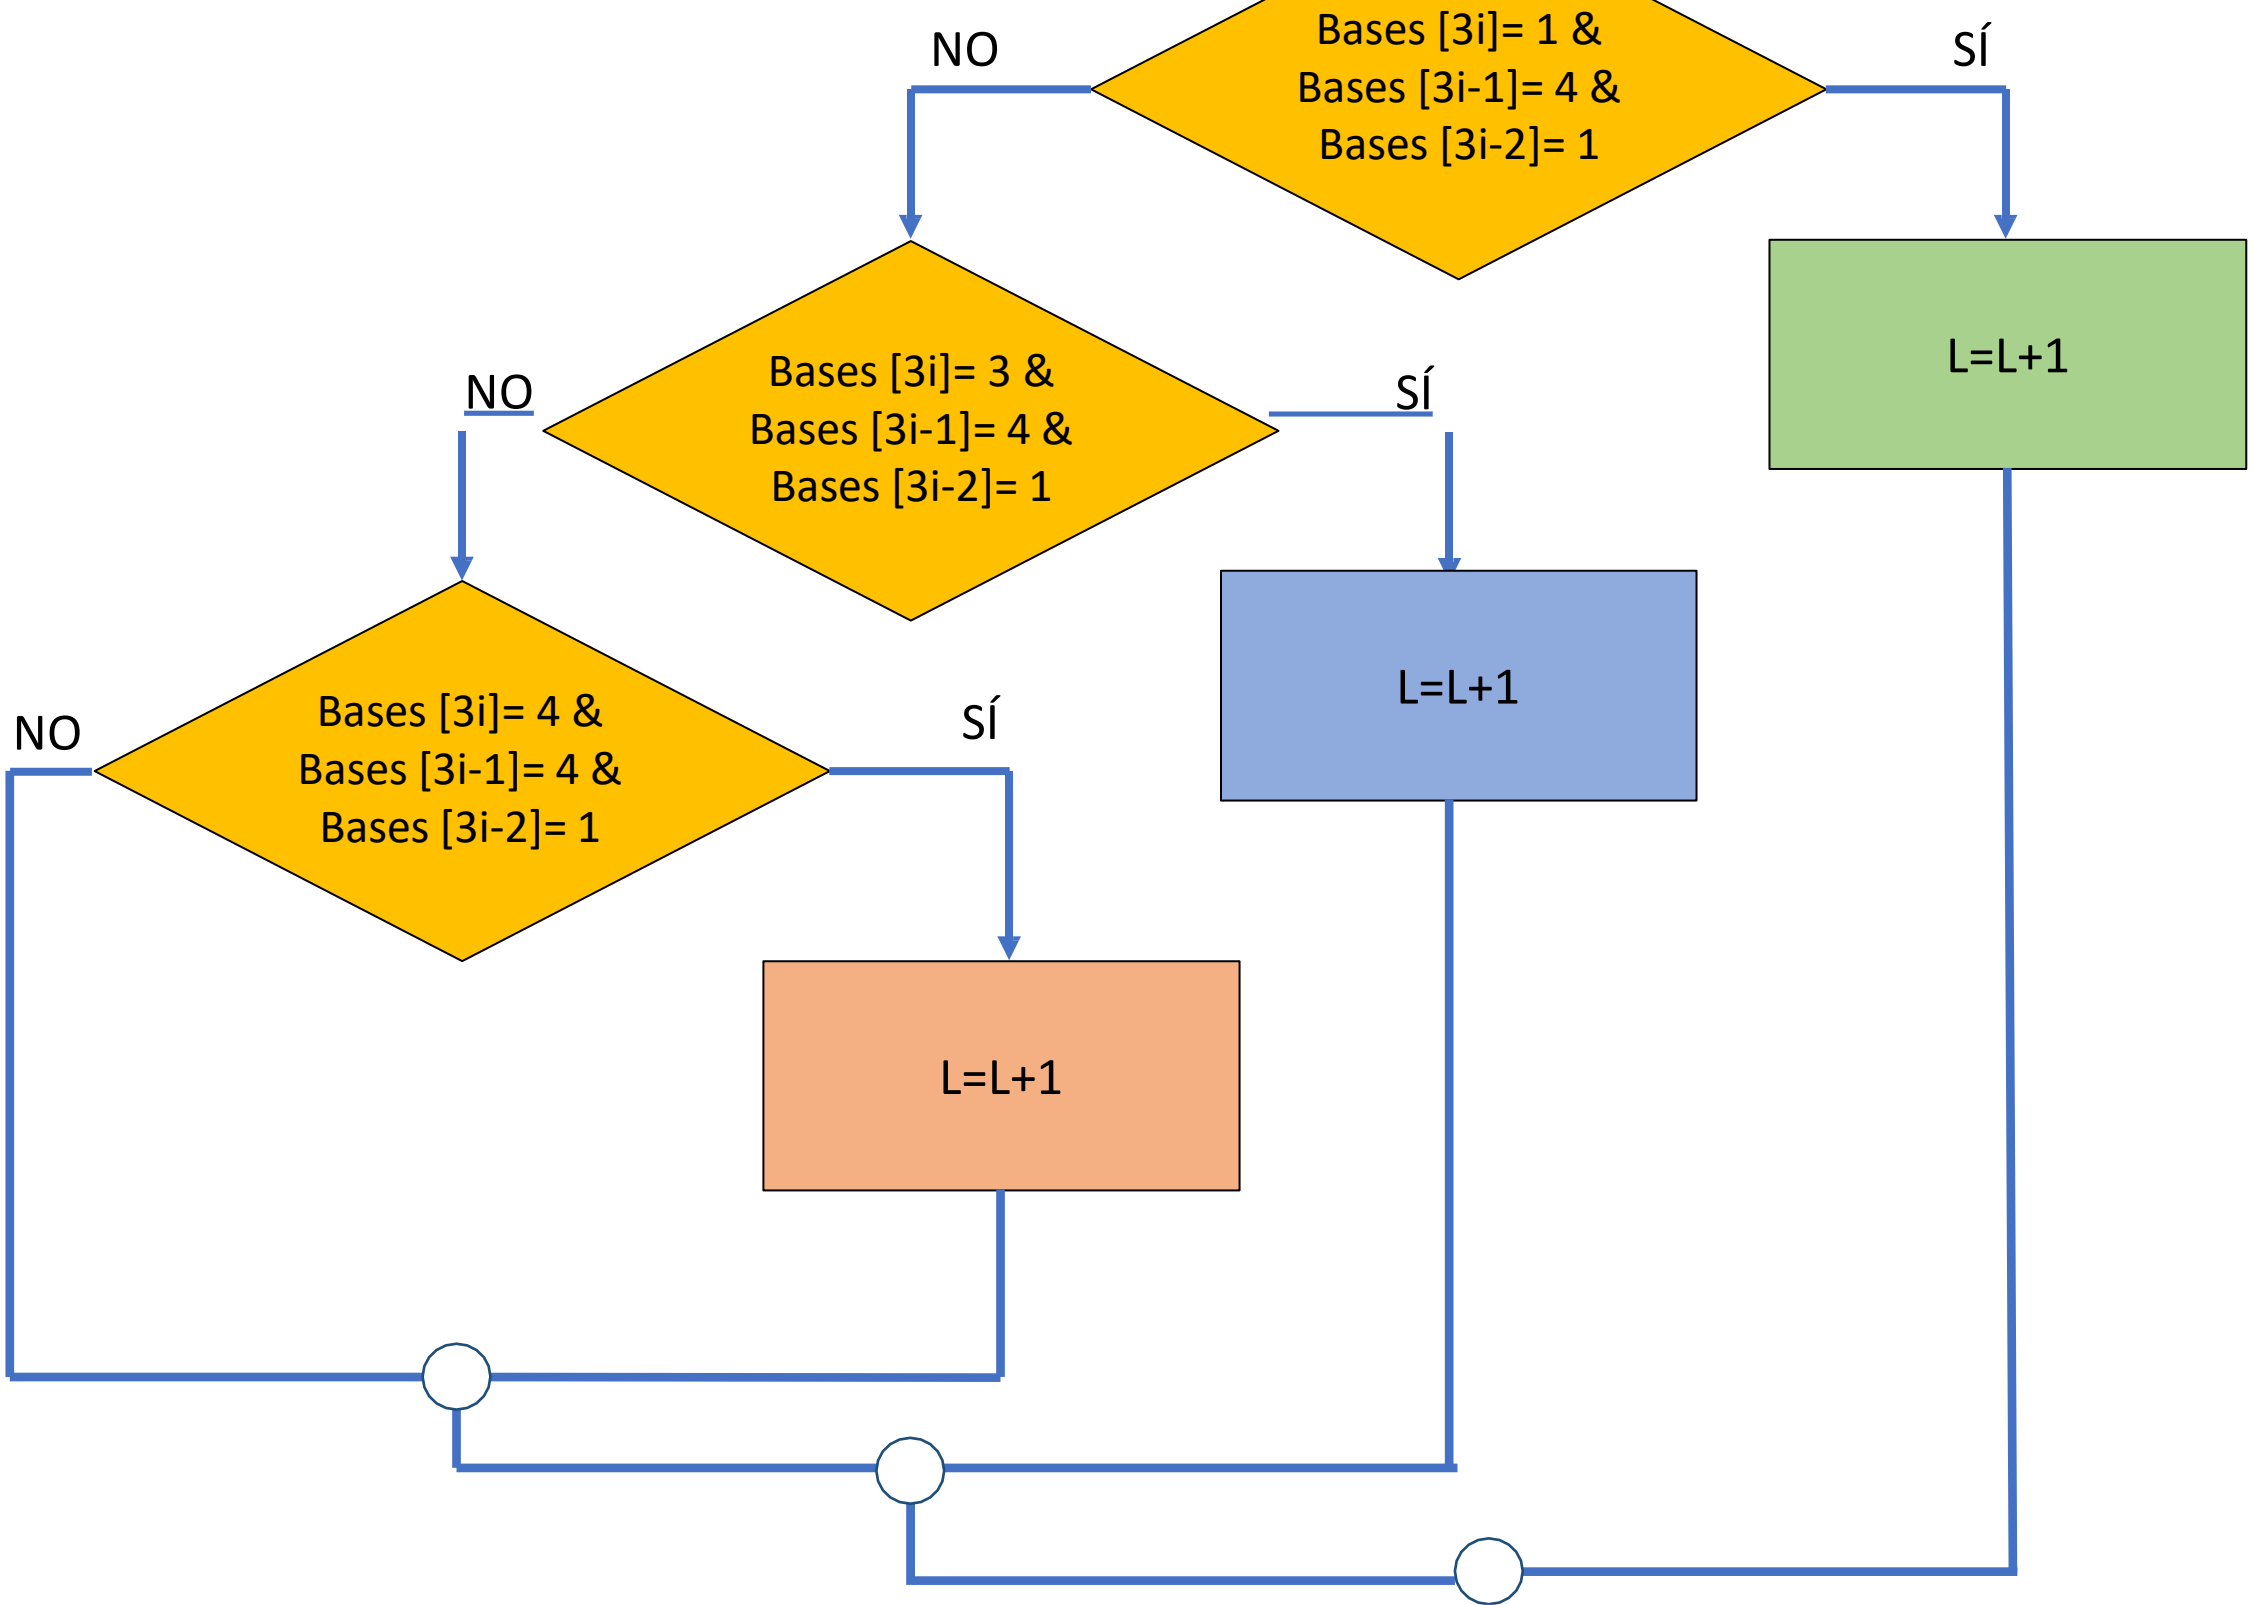 NO
Bases [3i]= 1 &
Bases [3i-1]= 4 &
Bases [3i-2]= 1
SÍ
L=L+1
NO
Bases [3i]= 3 &
Bases [3i-1]= 4 &
Bases [3i-2]= 1
SÍ
L=L+1
NO
Bases [3i]= 4 &
Bases [3i-1]= 4 &
Bases [3i-2]= 1
SÍ
L=L+1